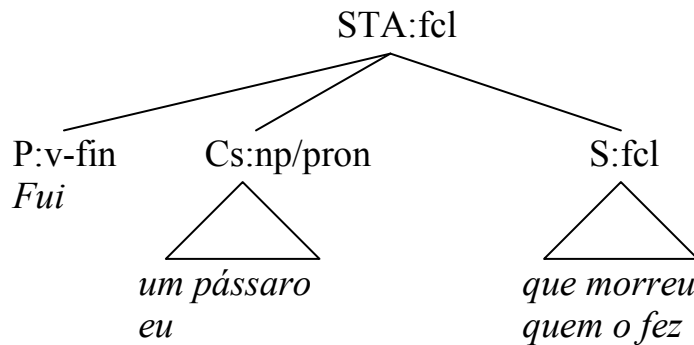 STA:fcl
P:v-fin Cs:np/pron S:fcl
Fui
um pássaro que morreu
eu quem o fez